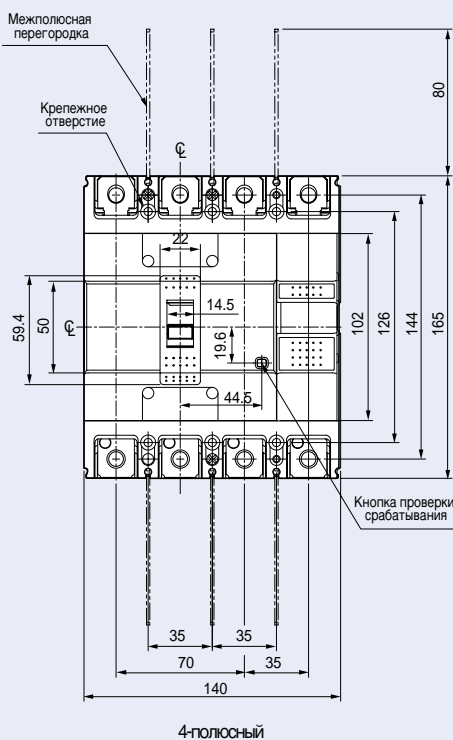 Межполюсная
перегородка
Крепежное
отверстие
80
℄
22
14.5
59.4
50
℄
19.6
44.5
102
126
144
165
Кнопка проверки
срабатывания
35
35
70
35
140
4-полюсный